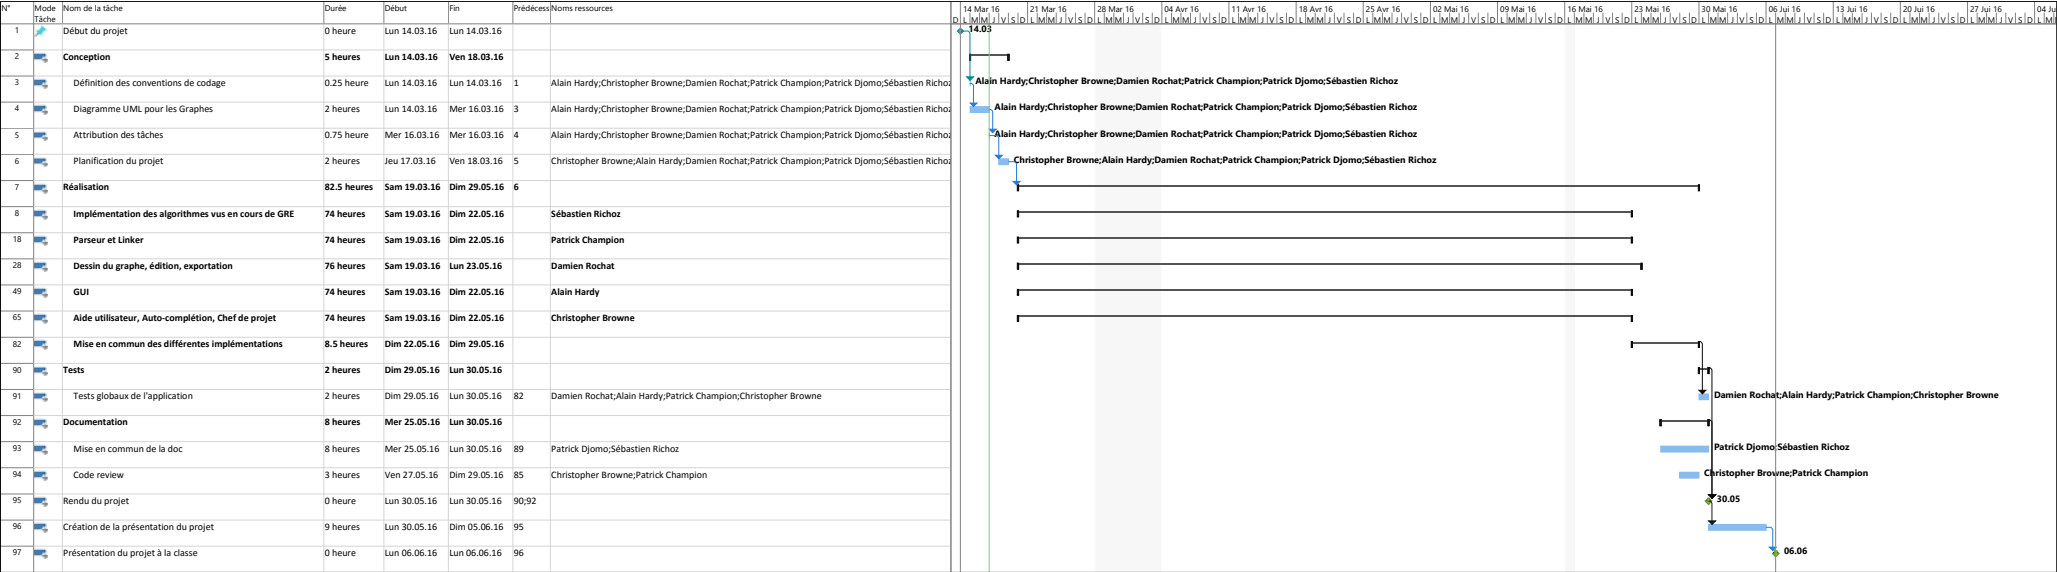 N° Mode Tâche Nom de la tâche Durée Début Fin Prédécess Noms ressources
14 Mar 16 21 Mar 16 28 Mar 16 04 Avr 16 11 Avr 16 18 Avr 16 25 Avr 16 02 Mai 16 09 Mai 16 16 Mai 16 23 Mai 16 30 Mai 16 06 Jui 16 13 Jui 16 20 Jui 16 27 Jui 16 04 Ju
D L M M J V S D L M M J V S D L M M J V S D L M M J V S D L M M J V S D L M M J V S D L M M J V S D L M M J V S D L M M J V S D L M M J V S D L M M J V S D L M M J V S D L M M J V S D L M M J V S D L M M J V S D L M M J V S D L M
1 Début du projet 0 heure Lun 14.03.16 Lun 14.03.16 14.03
2 Conception 5 heures Lun 14.03.16 Ven 18.03.16
3 Définition des conventions de codage 0.25 heure Lun 14.03.16 Lun 14.03.16 1 Alain Hardy;Christopher Browne;Damien Rochat;Patrick Champion;Patrick Djomo;Sébastien Richoz Alain Hardy;Christopher Browne;Damien Rochat;Patrick Champion;Patrick Djomo;Sébastien Richoz
4 Diagramme UML pour les Graphes 2 heures Lun 14.03.16 Mer 16.03.16 3 Alain Hardy;Christopher Browne;Damien Rochat;Patrick Champion;Patrick Djomo;Sébastien Richoz Alain Hardy;Christopher Browne;Damien Rochat;Patrick Champion;Patrick Djomo;Sébastien Richoz
5 Attribution des tâches 0.75 heure Mer 16.03.16 Mer 16.03.16 4 Alain Hardy;Christopher Browne;Damien Rochat;Patrick Champion;Patrick Djomo;Sébastien Richoz Alain Hardy;Christopher Browne;Damien Rochat;Patrick Champion;Patrick Djomo;Sébastien Richoz
6 Planification du projet 2 heures Jeu 17.03.16 Ven 18.03.16 5 Christopher Browne;Alain Hardy;Damien Rochat;Patrick Champion;Patrick Djomo;Sébastien Richoz Christopher Browne;Alain Hardy;Damien Rochat;Patrick Champion;Patrick Djomo;Sébastien Richoz
7 Réalisation 82.5 heures Sam 19.03.16 Dim 29.05.16 6
8 Implémentation des algorithmes vus en cours de GRE 74 heures Sam 19.03.16 Dim 22.05.16 Sébastien Richoz
18 Parseur et Linker 74 heures Sam 19.03.16 Dim 22.05.16 Patrick Champion
28 Dessin du graphe, édition, exportation 76 heures Sam 19.03.16 Lun 23.05.16 Damien Rochat
49 GUI 74 heures Sam 19.03.16 Dim 22.05.16 Alain Hardy
65 Aide utilisateur, Auto-complétion, Chef de projet 74 heures Sam 19.03.16 Dim 22.05.16 Christopher Browne
82 Mise en commun des différentes implémentations 8.5 heures Dim 22.05.16 Dim 29.05.16
90 Tests 2 heures Dim 29.05.16 Lun 30.05.16
91 Tests globaux de l'application 2 heures Dim 29.05.16 Lun 30.05.16 82 Damien Rochat;Alain Hardy;Patrick Champion;Christopher Browne Damien Rochat;Alain Hardy;Patrick Champion;Christopher Browne
92 Documentation 8 heures Mer 25.05.16 Lun 30.05.16
93 Mise en commun de la doc 8 heures Mer 25.05.16 Lun 30.05.16 89 Patrick Djomo;Sébastien Richoz Patrick Djomo;Sébastien Richoz
94 Code review 3 heures Ven 27.05.16 Dim 29.05.16 85 Christopher Browne;Patrick Champion Christopher Browne;Patrick Champion
95 Rendu du projet 0 heure Lun 30.05.16 Lun 30.05.16 90;92 30.05
96 Création de la présentation du projet 9 heures Lun 30.05.16 Dim 05.06.16 95
97 Présentation du projet à la classe 0 heure Lun 06.06.16 Lun 06.06.16 96 06.06